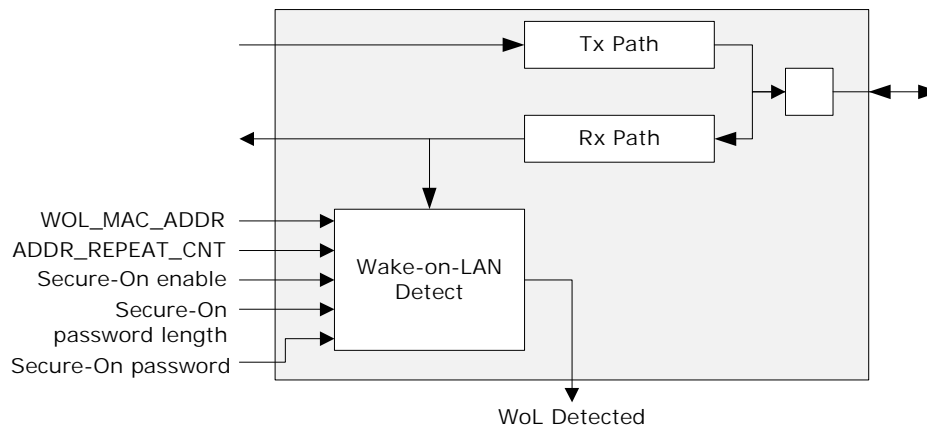 Tx Path
Rx Path
WOL_MAC_ADDR
ADDR_REPEAT_CNT
Secure-On enable
Secure-On
password length
Secure-On password
Wake-on-LAN
Detect
WoL Detected